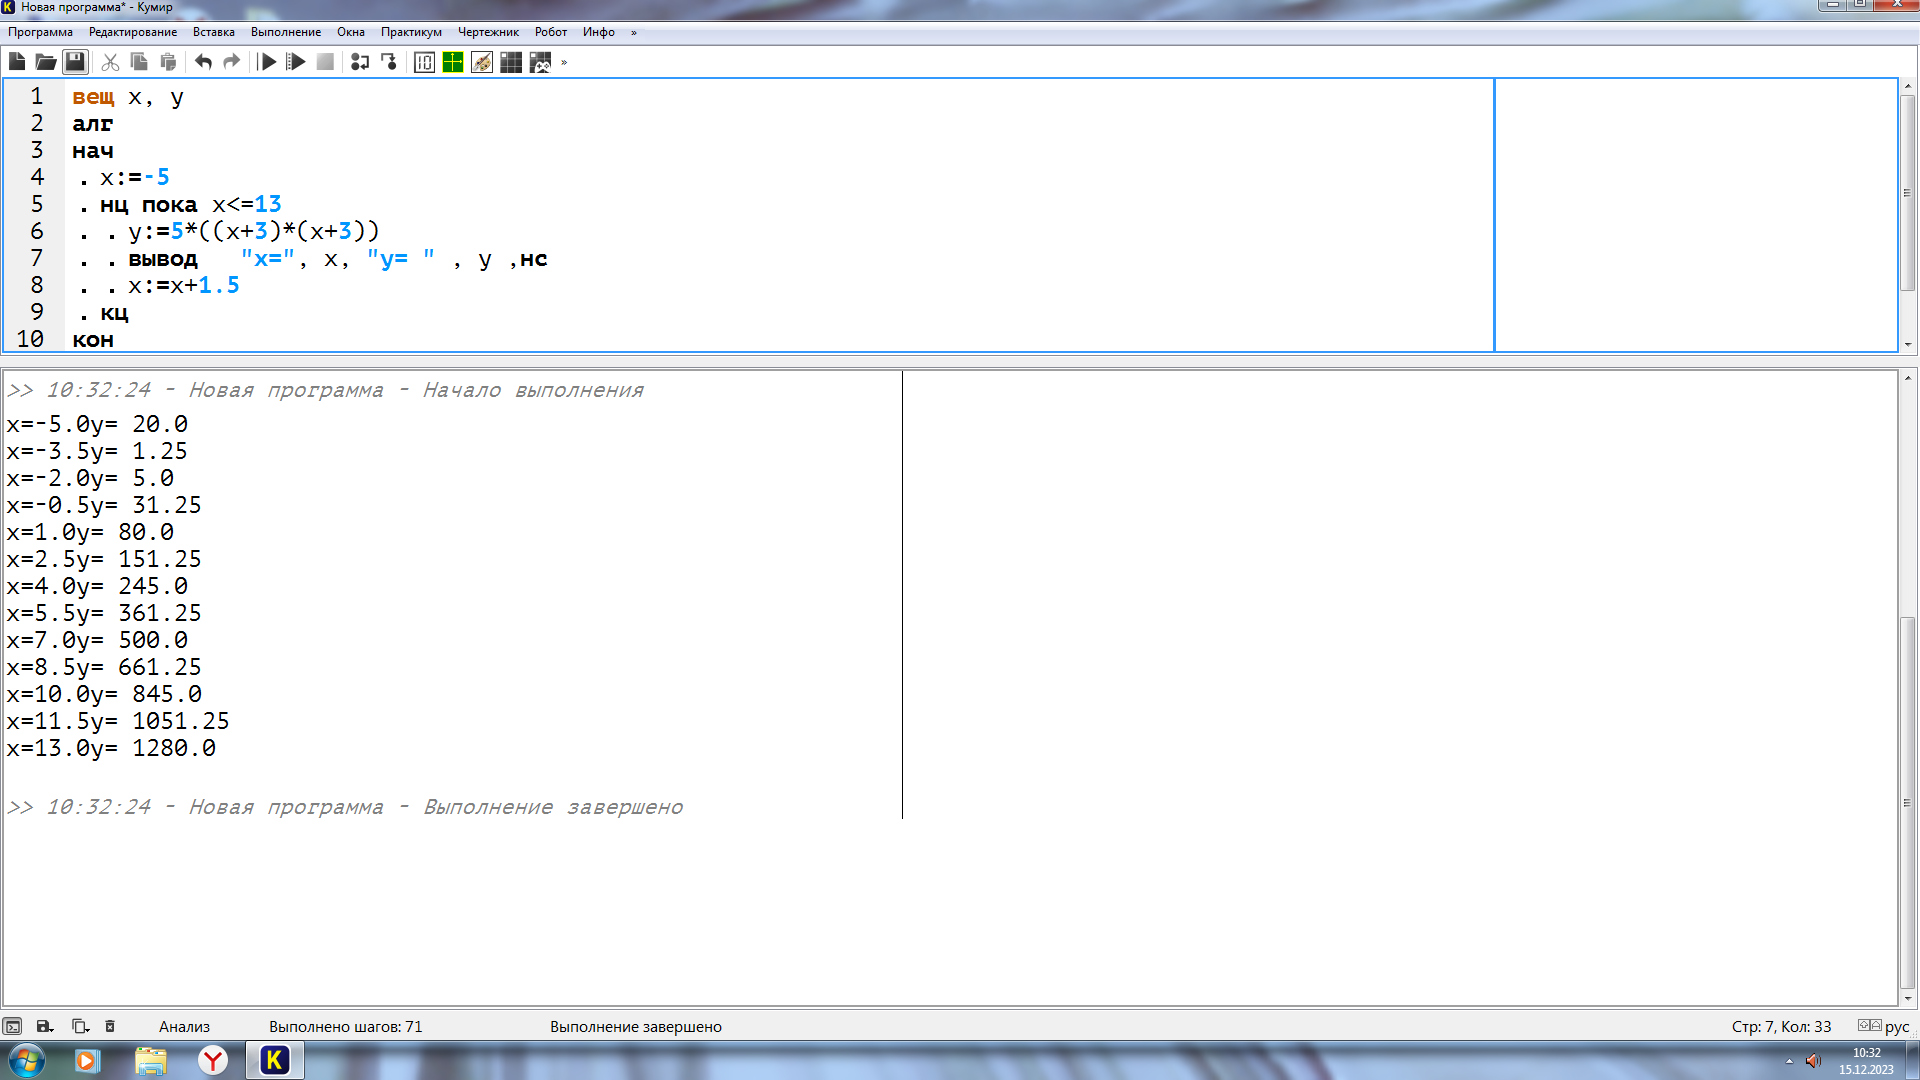 Новая программа* - Кумир
Программа Редактирование Вставка Выполнение Окна Практикум Чертежник Робот Инфо »
»
1 вещ x, y
2 алг
3 нач
4 . x:=-5
5 . нц пока x<=13
6 . . y:=5*((x+3)*(x+3))
7 . . вывод "x=", x, "y= " , y ,нс
8 . . x:=x+1.5
9 . кц
10 кон
>> 10:32:24 - Новая программа - Начало выполнения
x=-5.0y= 20.0
x=-3.5y= 1.25
x=-2.0y= 5.0
x=-0.5y= 31.25
x=1.0y= 80.0
x=2.5y= 151.25
x=4.0y= 245.0
x=5.5y= 361.25
x=7.0y= 500.0
x=8.5y= 661.25
x=10.0y= 845.0
x=11.5y= 1051.25
x=13.0y= 1280.0
>> 10:32:24 - Новая программа - Выполнение завершено
Анализ Выполнено шагов: 71 Выполнение завершено Стр: 7, Кол: 33 рус
10:32
15.12.2023